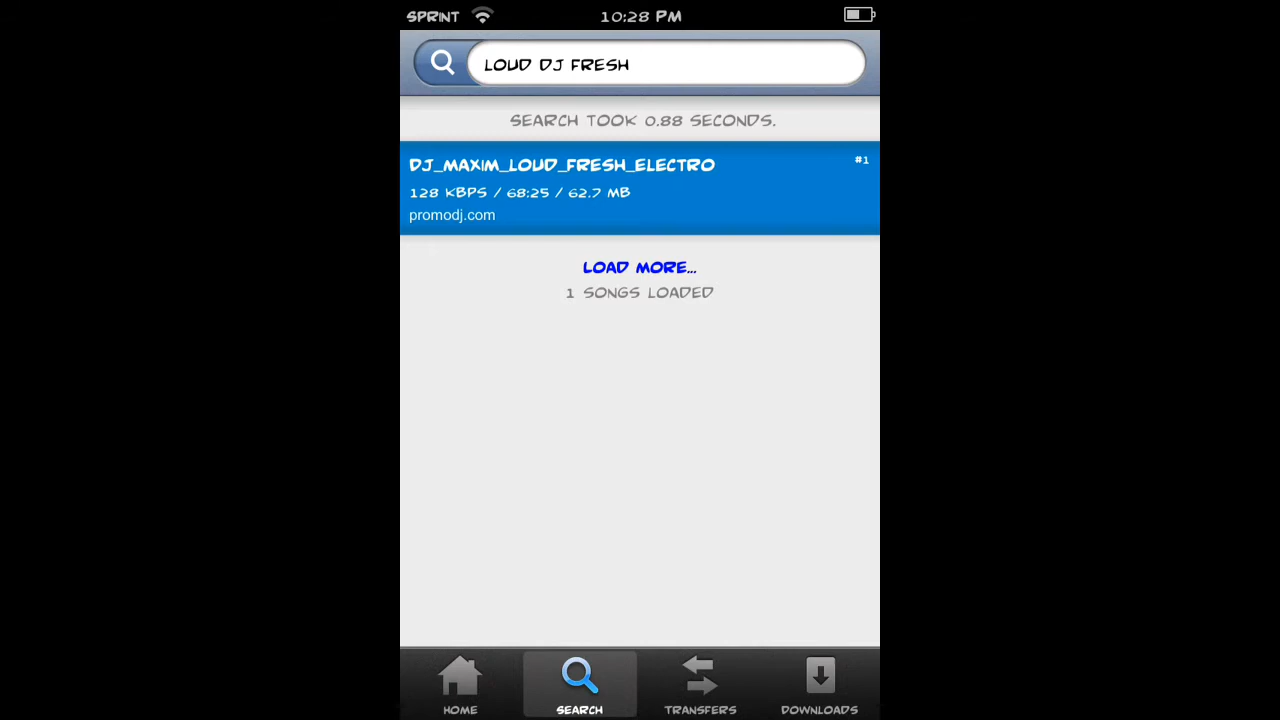 SPRINT 10:28 PM
LOUD DJ FRESH
SEARCH TOOK 0.88 SECONDS.
DJ_MAXIM_LOUD_FRESH_ELECTRO #1
128 KBPS / 68:25 / 62.7 MB
promodj.com
LOAD MORE...
1 SONGS LOADED
HOME SEARCH TRANSFERS DOWNLOADS